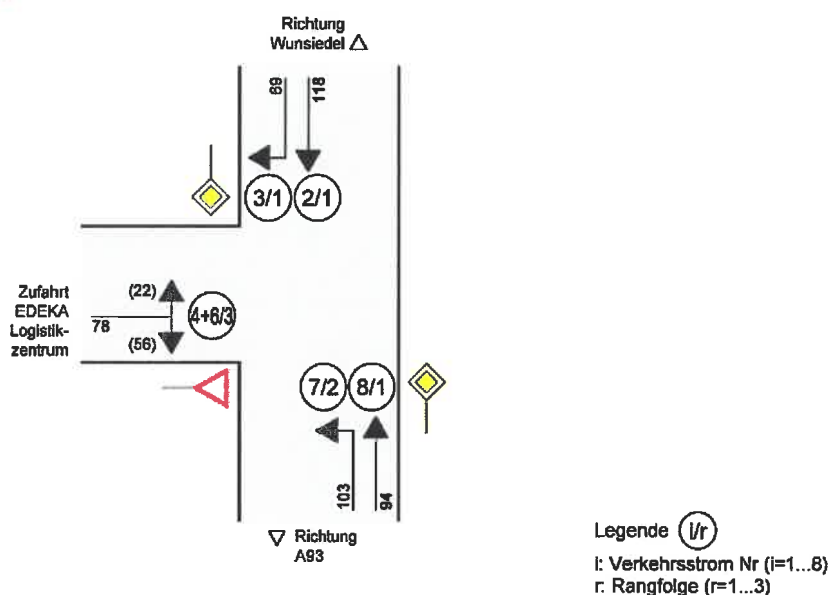 Richtung
Wunsiedel △
69
118
3/1
2/1
Zufahrt
EDEKA
Logistik-
zentrum
78
(22)
(56)
4+6/3
7/2
8/1
103
94
▽ Richtung
A93
Legende i/r
i: Verkehrsstrom Nr (i=1...8)
r: Rangfolge (r=1...3)